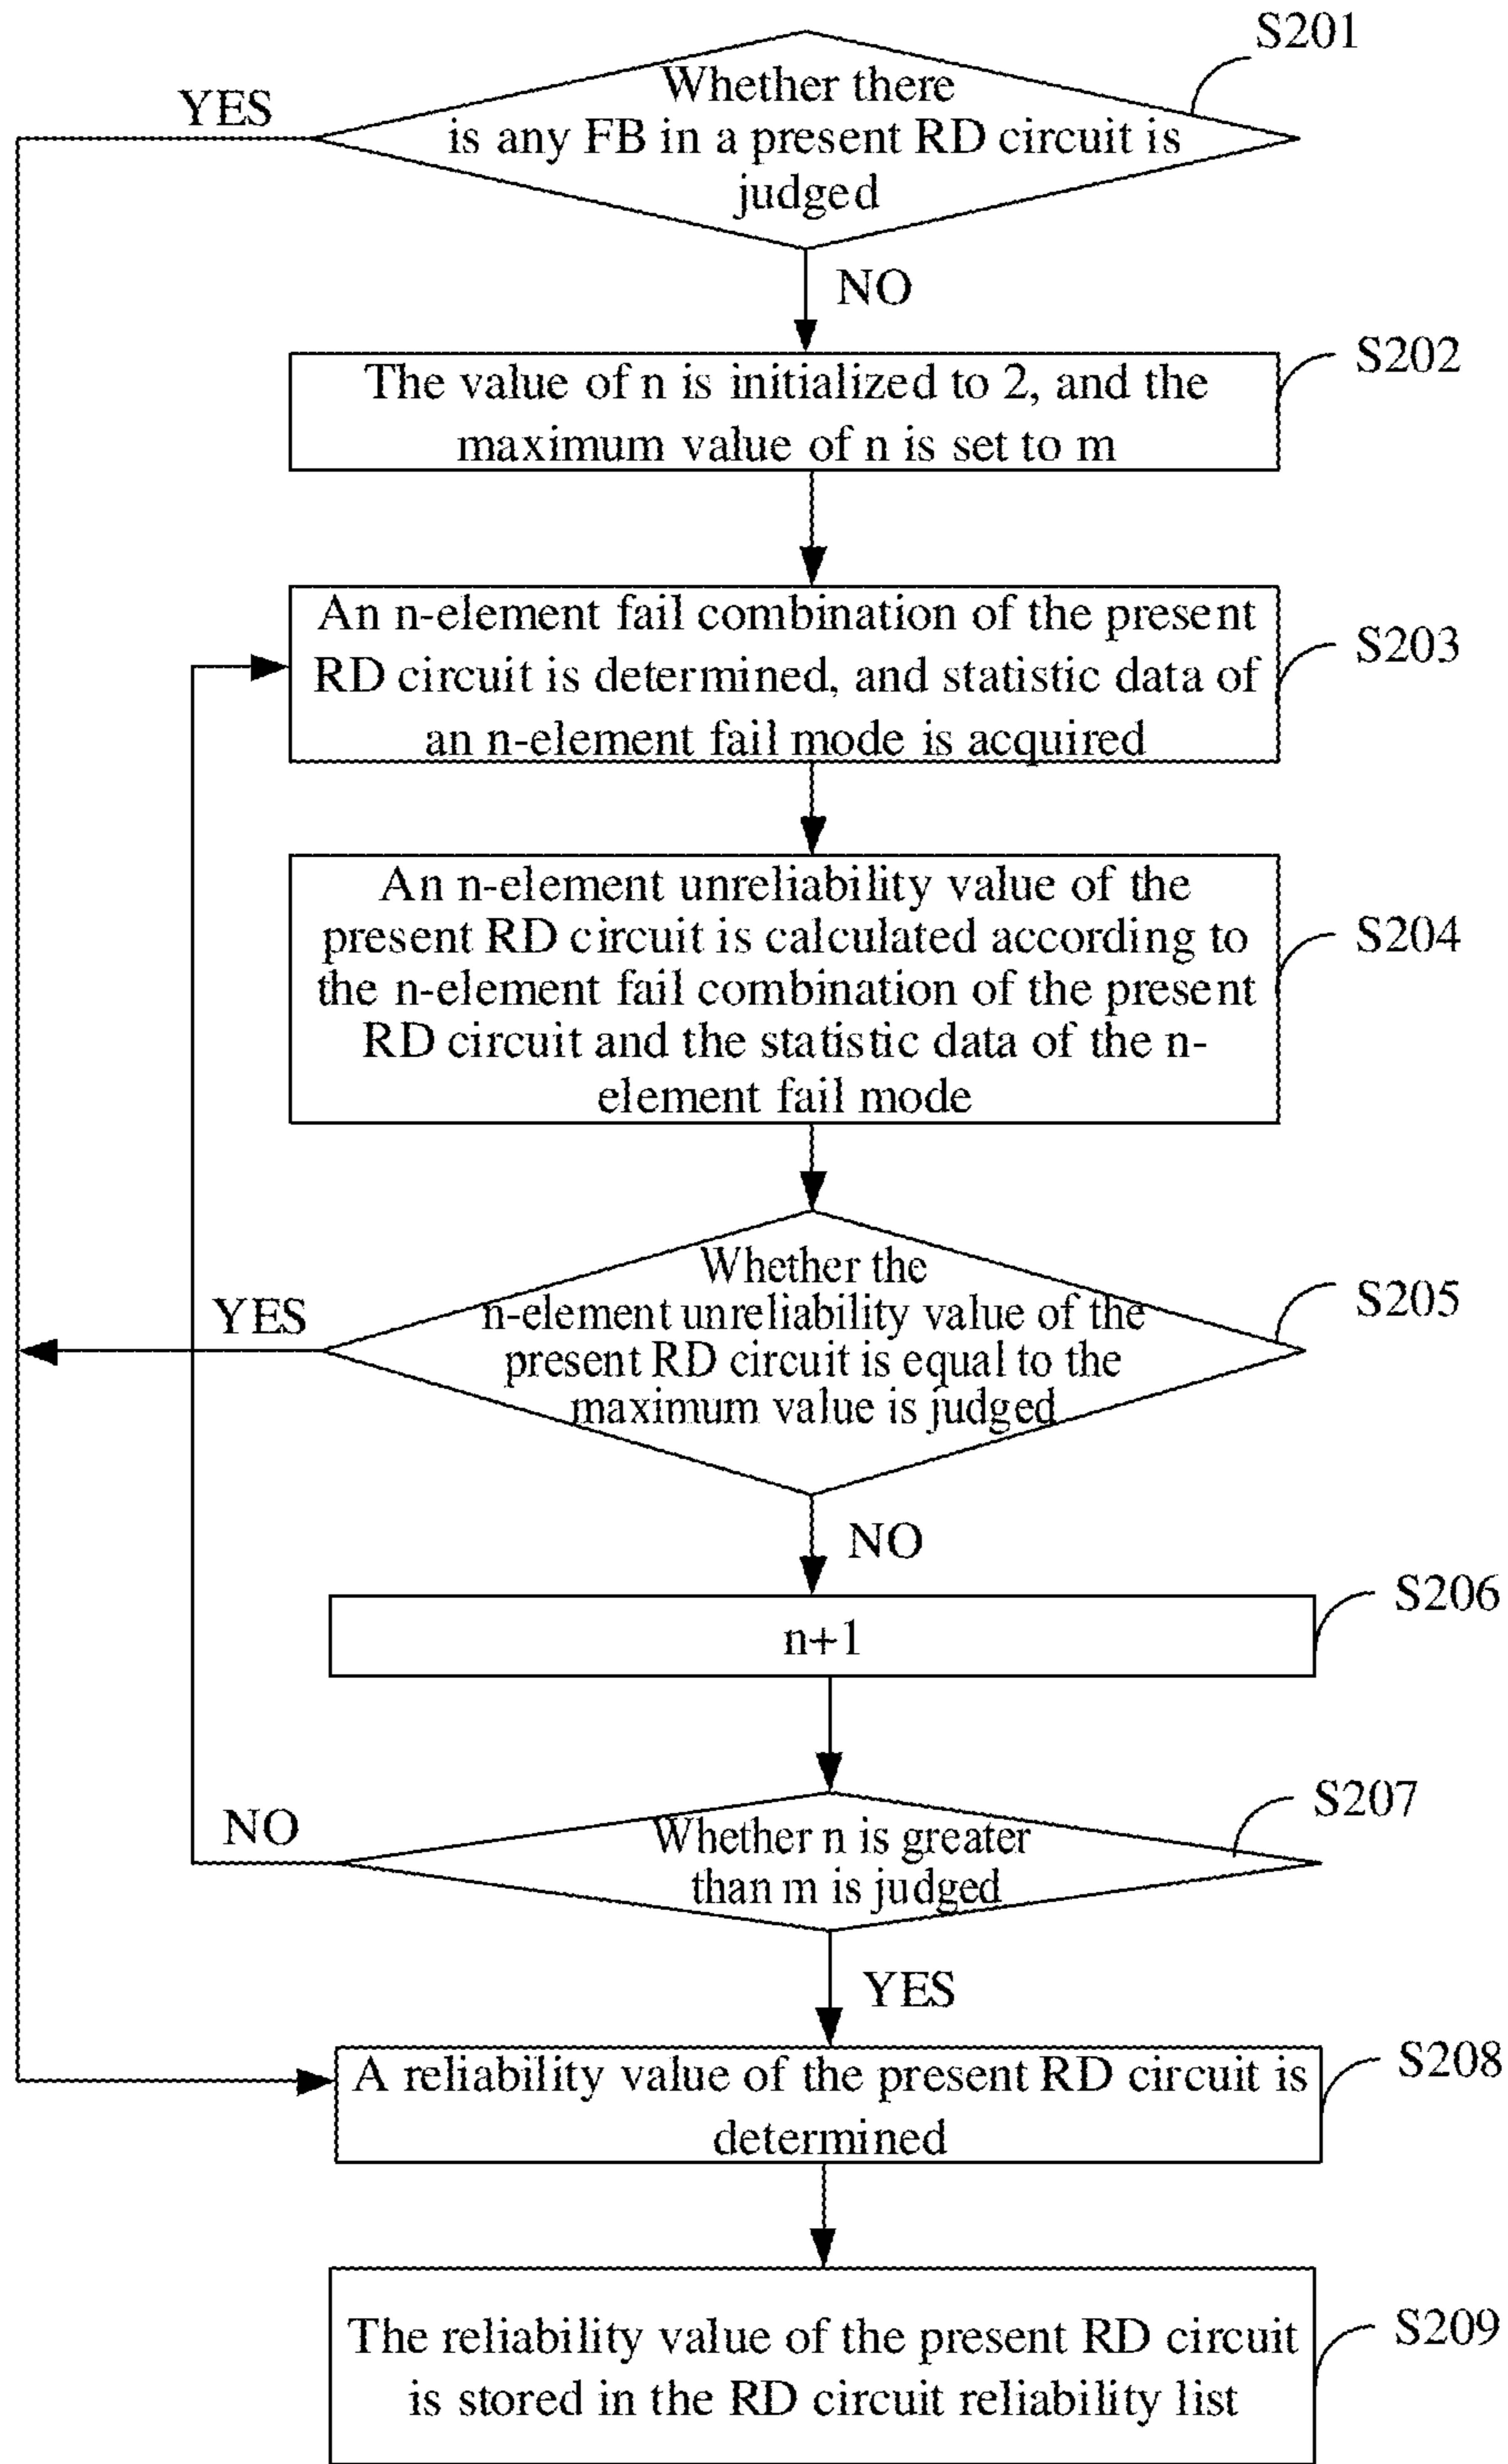 S201
Whether there
is any FB in a present RD circuit is
judged
YES
NO
S202
The value of n is initialized to 2, and the
maximum value of n is set to m
S203
An n-element fail combination of the present
RD circuit is determined, and statistic data of
an n-element fail mode is acquired
S204
An n-element unreliability value of the
present RD circuit is calculated according to
the n-element fail combination of the present
RD circuit and the statistic data of the n-
element fail mode
S205
Whether the
n-element unreliability value of the
present RD circuit is equal to the
maximum value is judged
YES
NO
S206
n+1
S207
Whether n is greater
than m is judged
NO
YES
S208
A reliability value of the present RD circuit is
determined
S209
The reliability value of the present RD circuit
is stored in the RD circuit reliability list